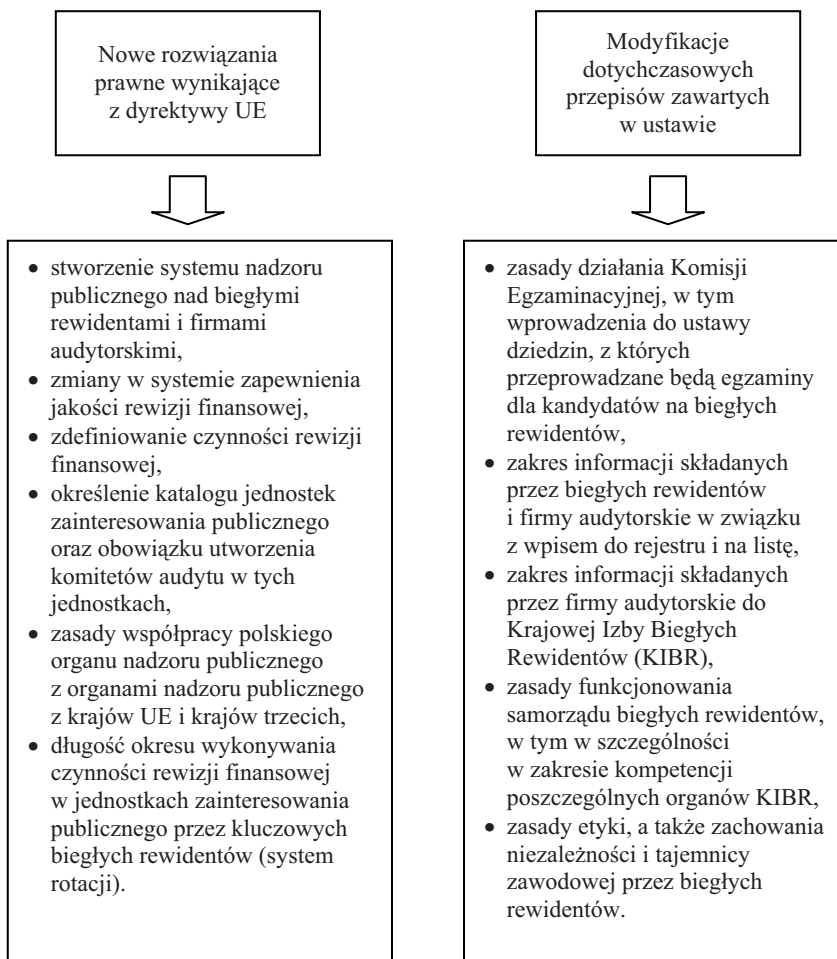 Nowe rozwiązania
prawne wynikające
z dyrektywy UE
Modyfikacje
dotychczasowych
przepisów zawartych
w ustawie
• stworzenie systemu nadzoru
publicznego nad biegłymi
rewidentami i firmami
audytorskimi,
• zmiany w systemie zapewnienia
jakości rewizji finansowej,
• zdefiniowanie czynności rewizji
finansowej,
• określenie katalogu jednostek
zainteresowania publicznego
oraz obowiązku utworzenia
komitetów audytu w tych
jednostkach,
• zasady współpracy polskiego
organu nadzoru publicznego
z organami nadzoru publicznego
z krajów UE i krajów trzecich,
• długość okresu wykonywania
czynności rewizji finansowej
w jednostkach zainteresowania
publicznego przez kluczowych
biegłych rewidentów (system
rotacji).
• zasady działania Komisji
Egzaminacyjnej, w tym
wprowadzenia do ustawy
dziedzin, z których
przeprowadzane będą egzaminy
dla kandydatów na biegłych
rewidentów,
• zakres informacji składanych
przez biegłych rewidentów
i firmy audytorskie w związku
z wpisem do rejestru i na listę,
• zakres informacji składanych
przez firmy audytorskie do
Krajowej Izby Biegłych
Rewidentów (KIBR),
• zasady funkcjonowania
samorządu biegłych rewidentów,
w tym w szczególności
w zakresie kompetencji
poszczególnych organów KIBR,
• zasady etyki, a także zachowania
niezależności i tajemnicy
zawodowej przez biegłych
rewidentów.